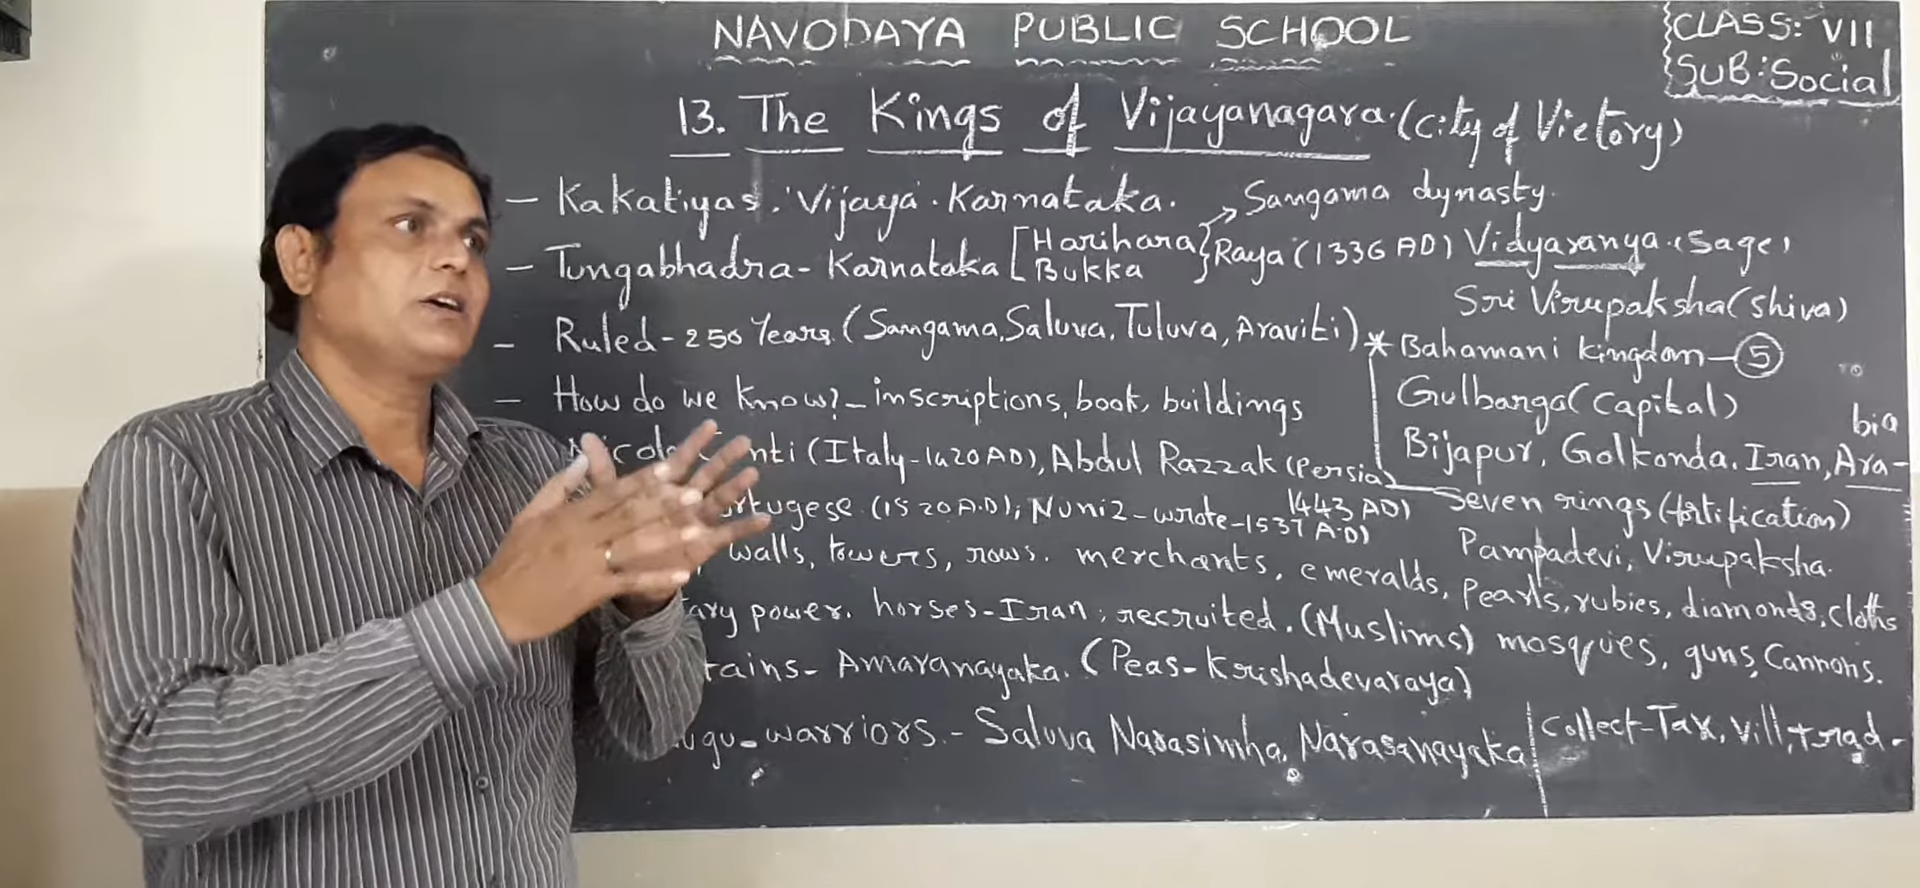 NAVODAYA PUBLIC SCHOOL
CLASS: VII
SUB: Social
13. The Kings of Vijayanagara. (City of Victory)
- Kakatiyas. 'Vijaya'. Karnataka. → Sangama dynasty.
- Tungabhadra - Karnataka [Harihara Bukka } Raya (1336 AD) Vidyaranya. (Sage)
Sri Virupaksha (Shiva)
- Ruled - 250 Years. (Sangama, Saluva, Tuluva, Araviti)
* Bahamani kingdom - 5
- How do we know? - inscriptions, book, buildings
Gulbarga (Capital)
nti (Italy - 1420 AD), Abdul Razzak (Persia) 1443 AD)
Bijapur, Golkonda. Iran, Ara-bia
rtugese (1520 A.D); Nuniz - wrote - 1537 A.D)
Seven rings (fortification)
Pampadevi, Virupaksha.
walls, towers, rows. merchants, emeralds, Pearls, rubies, diamonds, cloths
ary power. horses - Iran; recruited. (Muslims) mosques, guns, Cannons.
tains - Amaranayaka. (Peas - Krishadevaraya)
ugu - warriors. - Saluva Narasimha, Narasanayaka
Collect - Tax, vill, trad-